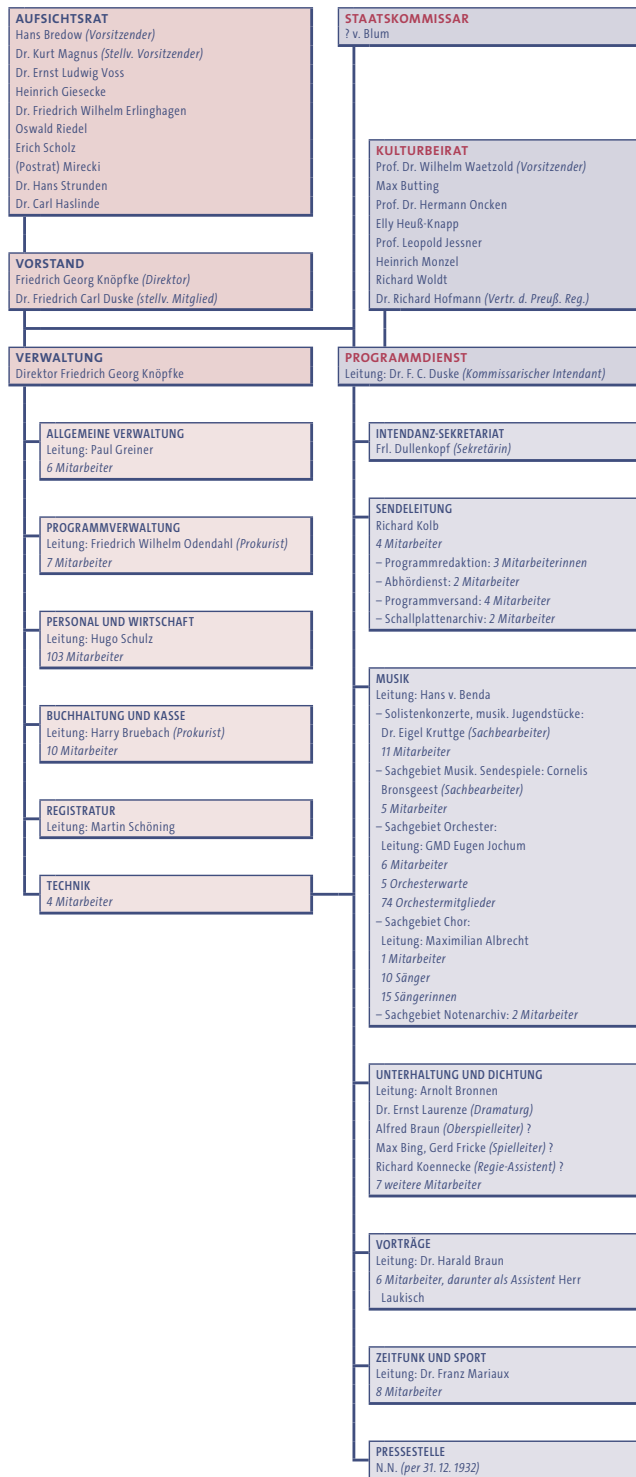 AUFSICHTSRAT
Hans Bredow (Vorsitzender)
Dr. Kurt Magnus (Stellv. Vorsitzender)
Dr. Ernst Ludwig Voss
Heinrich Giesecke
Dr. Friedrich Wilhelm Erlinghagen
Oswald Riedel
Erich Scholz
(Postrat) Mirecki
Dr. Hans Strunden
Dr. Carl Haslinde
STAATSKOMMISSAR
? v. Blum
KULTURBEIRAT
Prof. Dr. Wilhelm Waetzold (Vorsitzender)
Max Butting
Prof. Dr. Hermann Oncken
Elly Heuß-Knapp
Prof. Leopold Jessner
Heinrich Monzel
Richard Woldt
Dr. Richard Hofmann (Vertr. d. Preuß. Reg.)
VORSTAND
Friedrich Georg Knöpfke (Direktor)
Dr. Friedrich Carl Duske (stellv. Mitglied)
VERWALTUNG
Direktor Friedrich Georg Knöpfke
ALLGEMEINE VERWALTUNG
Leitung: Paul Greiner
6 Mitarbeiter
PROGRAMMVERWALTUNG
Leitung: Friedrich Wilhelm Odendahl (Prokurist)
7 Mitarbeiter
PERSONAL UND WIRTSCHAFT
Leitung: Hugo Schulz
103 Mitarbeiter
BUCHHALTUNG UND KASSE
Leitung: Harry Bruebach (Prokurist)
10 Mitarbeiter
REGISTRATUR
Leitung: Martin Schöning
TECHNIK
4 Mitarbeiter
PROGRAMMDIENST
Leitung: Dr. F. C. Duske (Kommissarischer Intendant)
INTENDANZ-SEKRETARIAT
Frl. Dullenkopf (Sekretärin)
SENDELEITUNG
Richard Kolb
4 Mitarbeiter
– Programmredaktion: 3 Mitarbeiterinnen
– Abhördienst: 2 Mitarbeiter
– Programmversand: 4 Mitarbeiter
– Schallplattenarchiv: 2 Mitarbeiter
MUSIK
Leitung: Hans v. Benda
– Solistenkonzerte, musik. Jugendstücke:
Dr. Eigel Kruttge (Sachbearbeiter)
11 Mitarbeiter
– Sachgebiet Musik. Sendespiele: Cornelis
Bronsgeest (Sachbearbeiter)
5 Mitarbeiter
– Sachgebiet Orchester:
Leitung: GMD Eugen Jochum
6 Mitarbeiter
5 Orchesterwarte
74 Orchestermitglieder
– Sachgebiet Chor:
Leitung: Maximilian Albrecht
1 Mitarbeiter
10 Sänger
15 Sängerinnen
– Sachgebiet Notenarchiv: 2 Mitarbeiter
UNTERHALTUNG UND DICHTUNG
Leitung: Arnolt Bronnen
Dr. Ernst Laurenze (Dramaturg)
Alfred Braun (Oberspielleiter) ?
Max Bing, Gerd Fricke (Spielleiter) ?
Richard Koennecke (Regie-Assistent) ?
7 weitere Mitarbeiter
VORTRÄGE
Leitung: Dr. Harald Braun
6 Mitarbeiter, darunter als Assistent Herr
Laukisch
ZEITFUNK UND SPORT
Leitung: Dr. Franz Mariaux
8 Mitarbeiter
PRESSESTELLE
N.N. (per 31. 12. 1932)